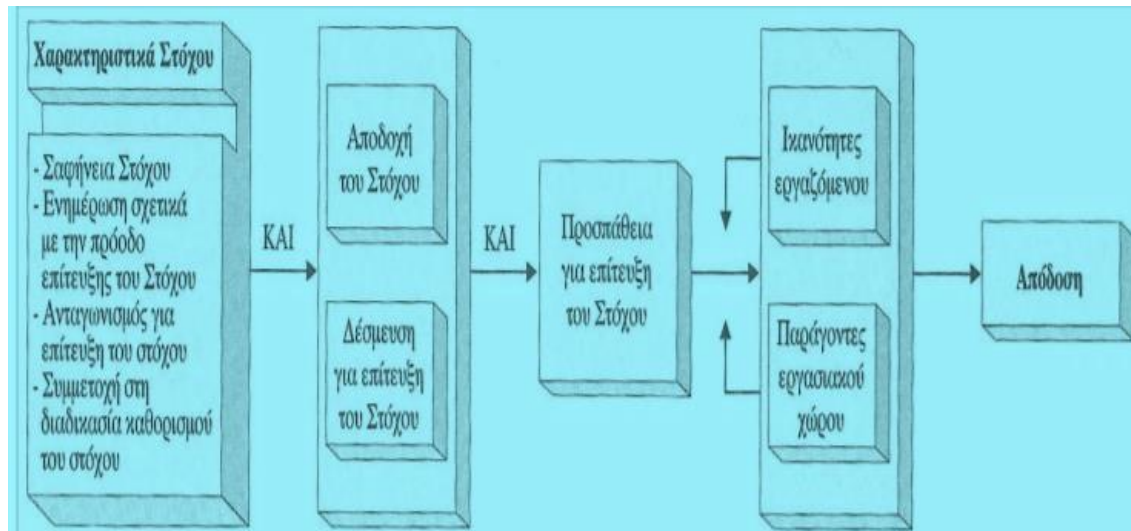 Χαρακτηριστικά Στόχου
- Σαφήνεια Στόχου
- Ενημέρωση σχετικά
με την πρόοδο
επίτευξης του Στόχου
- Ανταγωνισμός για
επίτευξη του στόχου
- Συμμετοχή στη
διαδικασία καθορισμού
του στόχου
ΚΑΙ
Αποδοχή
του Στόχου
Δέσμευση
για επίτευξη
του Στόχου
ΚΑΙ
Προσπάθεια
για επίτευξη
του Στόχου
Ικανότητες
εργαζόμενου
Παράγοντες
εργασιακού
χώρου
Απόδοση